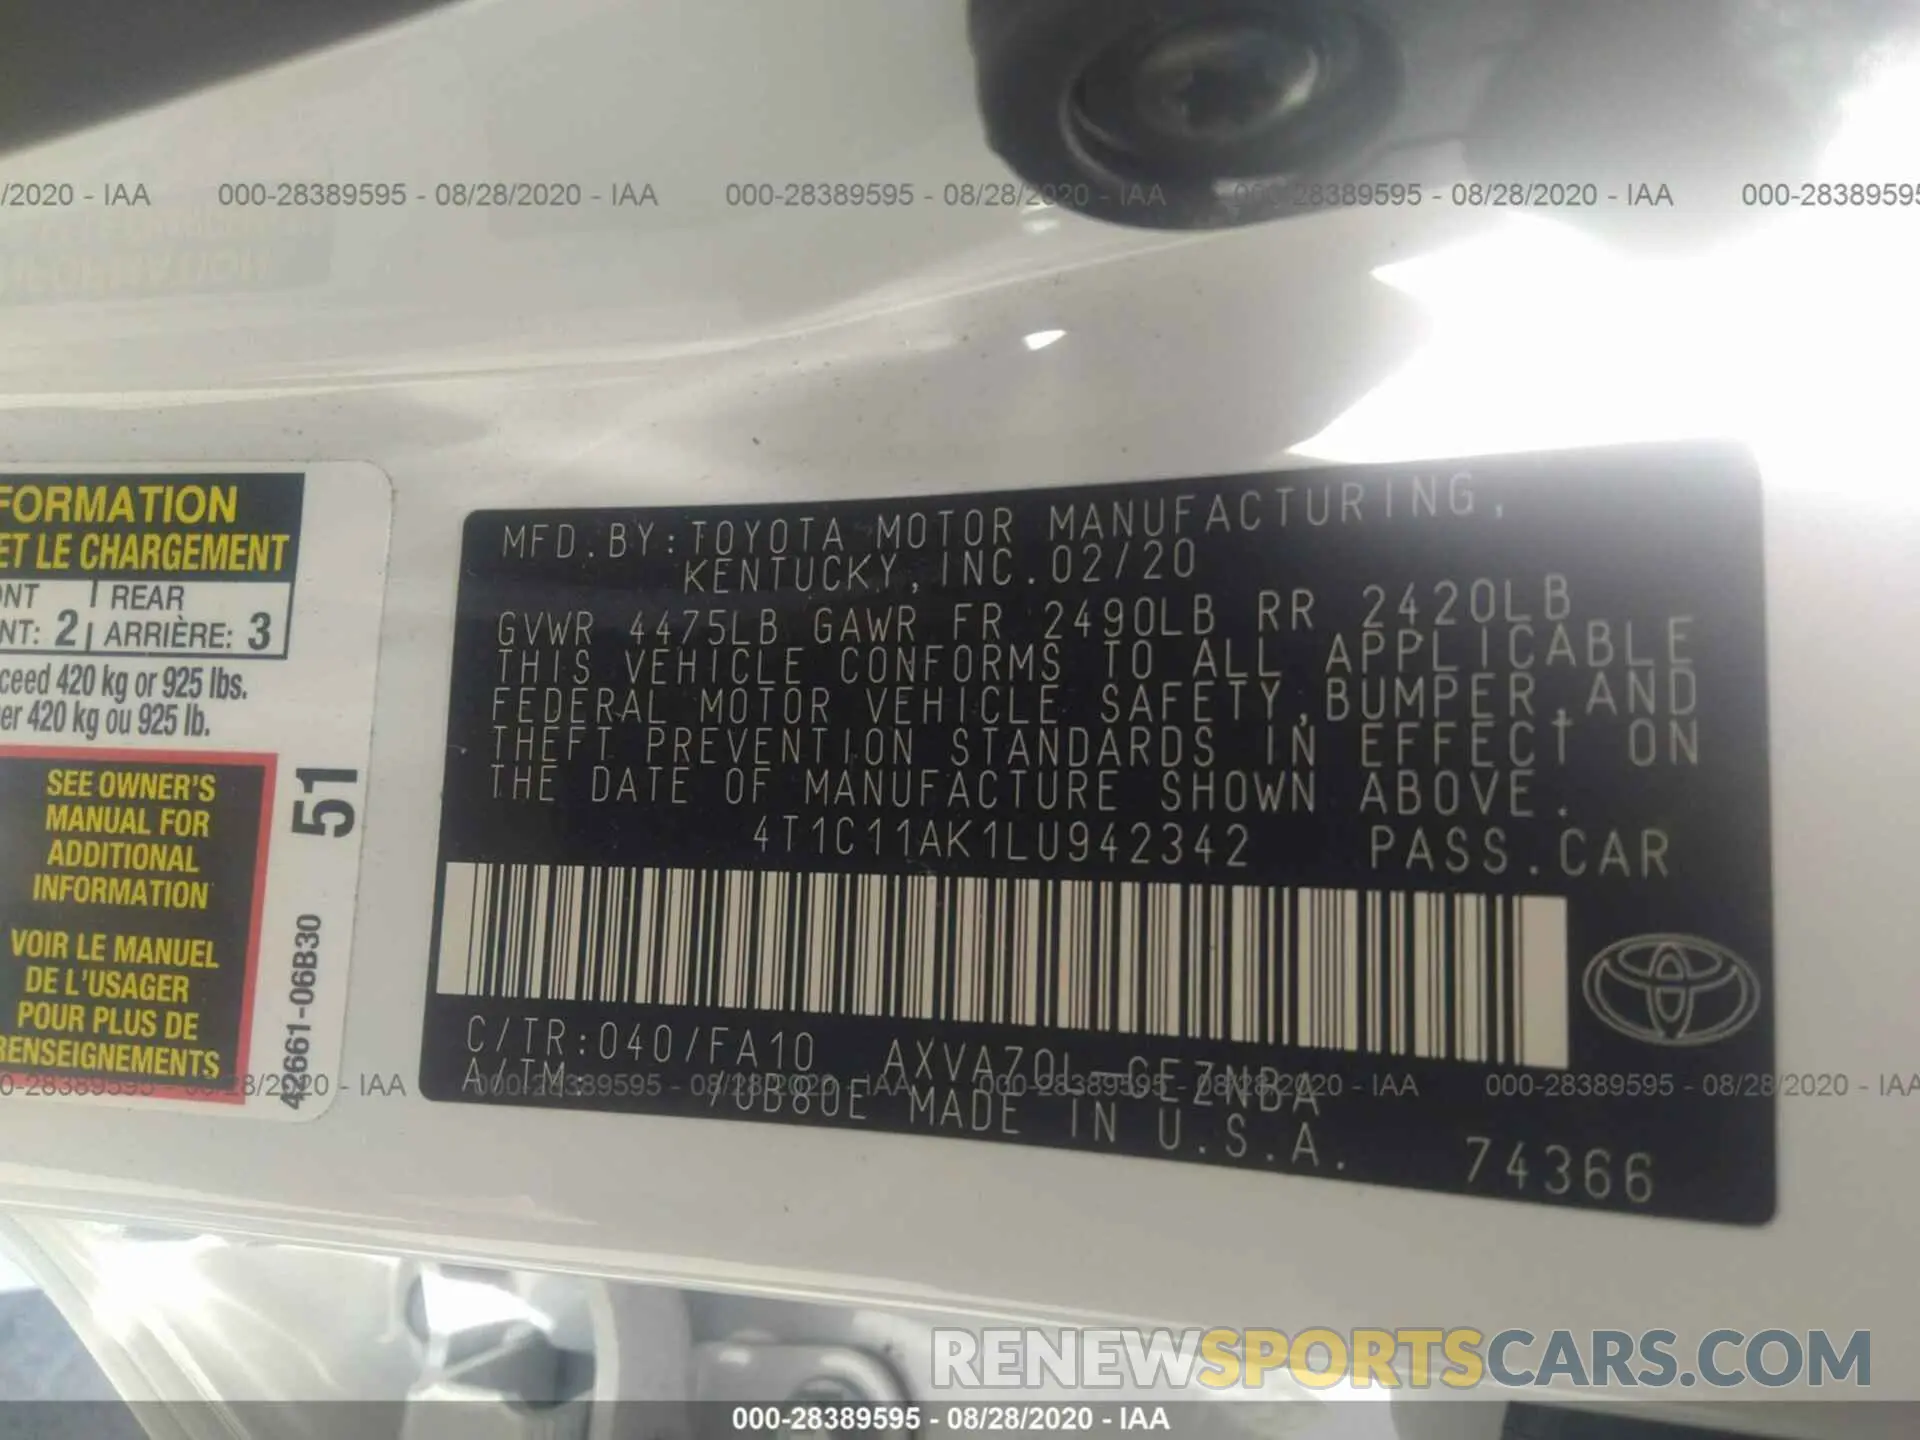 /2020 - IAA 000-28389595 - 08/28/2020 - IAA 000-28389595 - 08/28/2020 - IAA 000-28389595 - 08/28/2020 - IAA 000-28389595
FORMATION
ET LE CHARGEMENT
NT REAR
NT: 2 ARRIÈRE: 3
ceed 420 kg or 925 lbs.
er 420 kg ou 925 lb.
SEE OWNER'S
MANUAL FOR
ADDITIONAL
INFORMATION
VOIR LE MANUEL
DE L'USAGER
POUR PLUS DE
RENSEIGNEMENTS
51
42661-06B30
MFD.BY:TOYOTA MOTOR MANUFACTURING,
KENTUCKY,INC.02/20
GVWR 4475LB GAWR FR 2490LB RR 2420LB
THIS VEHICLE CONFORMS TO ALL APPLICABLE
FEDERAL MOTOR VEHICLE SAFETY,BUMPER,AND
THEFT PREVENTION STANDARDS IN EFFECT ON
THE DATE OF MANUFACTURE SHOWN ABOVE.
4T1C11AK1LU942342 PASS.CAR
C/TR:040/FA10 AXVA70L-CEZNBA
A/TM: /UB80E MADE IN U.S.A.
74366
0-28389595 - 08/28/2020 - IAA 000-28389595 - 08/28/2020 - IAA 000-28389595 - 08/28/2020 - IAA 000-28389595 - 08/28/2020 - IAA
RENEWSPORTSCARS.COM
000-28389595 - 08/28/2020 - IAA